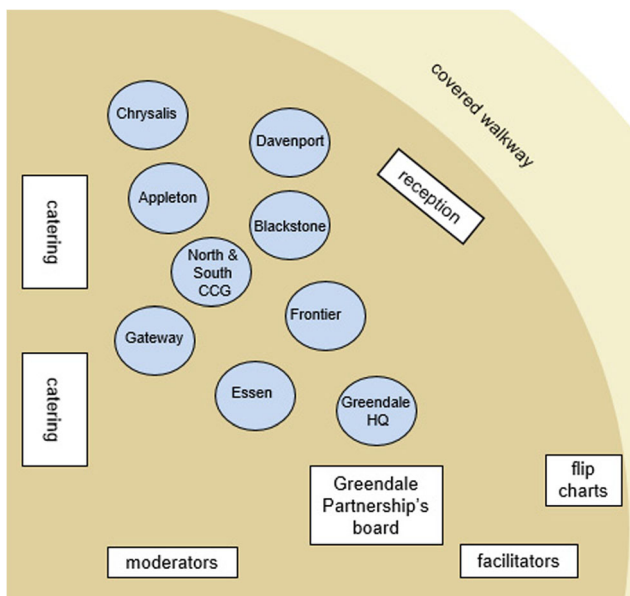 covered walkway
Chrysalis
Davenport
reception
Appleton
catering
Blackstone
North &
South
CCG
Frontier
Gateway
catering
Essen
Greendale
HQ
flip
charts
Greendale
Partnership's
board
moderators
facilitators